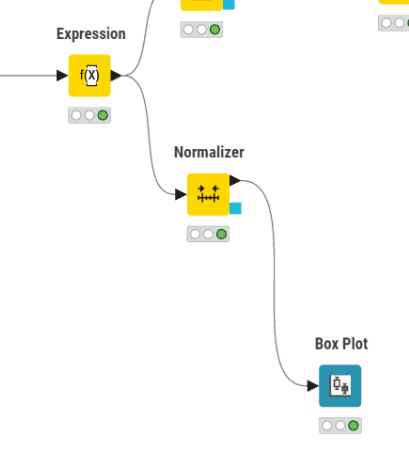 Expression
f(X)
Normalizer
Box Plot